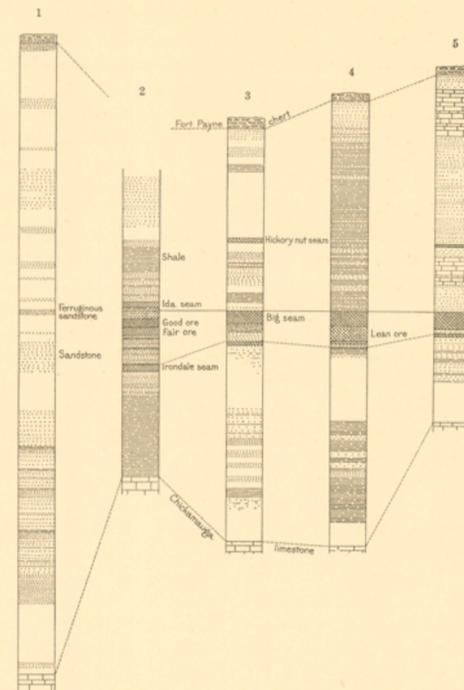 1
2
3
4
5
Fort Payne chert
Hickory nut seam
Shale
Ida. seam
Ferruginous
sandstone
Good ore
Fair ore
Big seam
Lean ore
Sandstone
Irondale seam
Chickamauga limestone